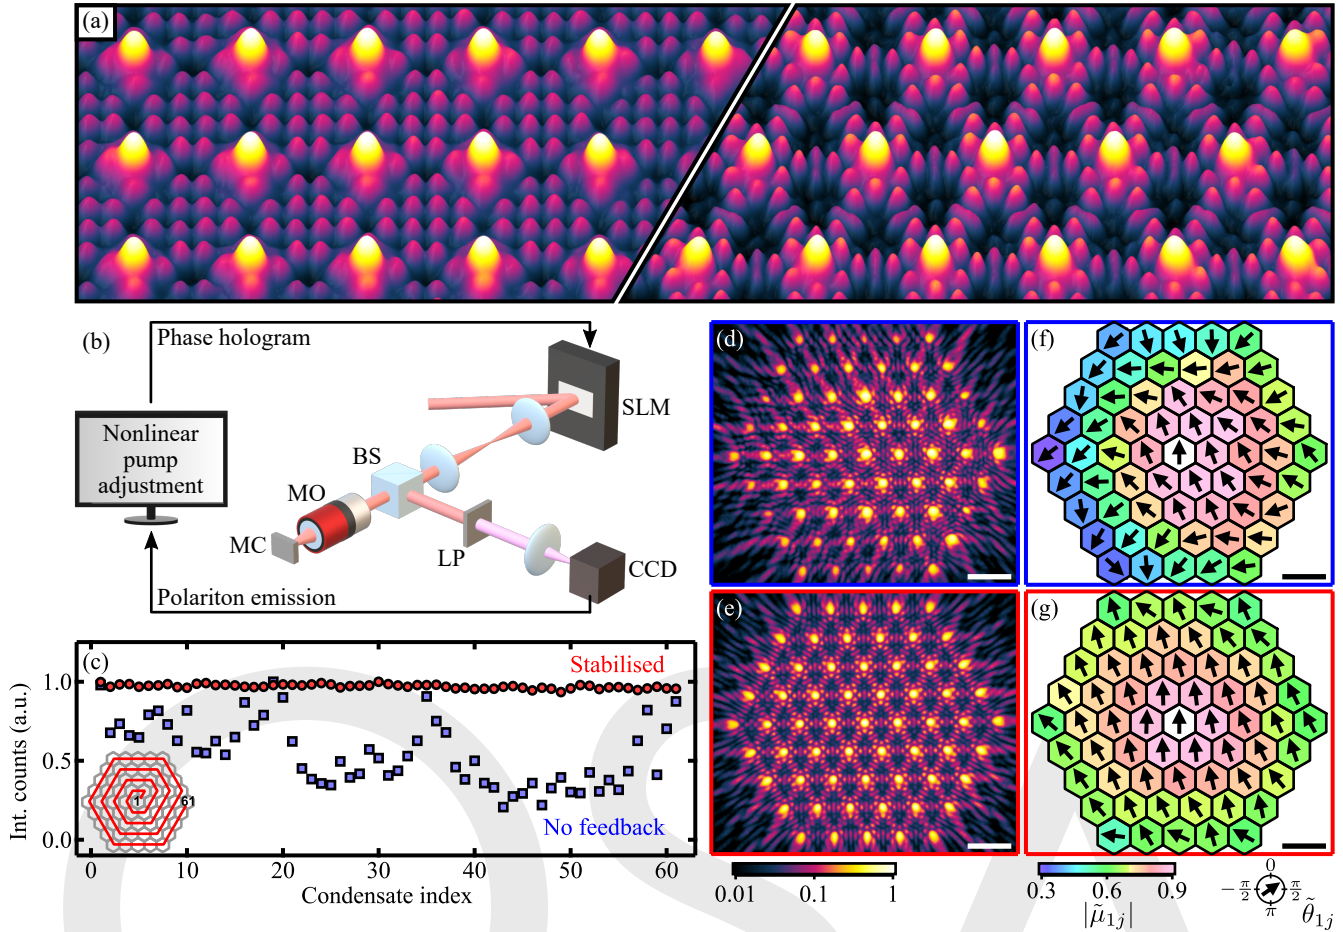 (a)
(b)
Phase hologram
Nonlinear
pump
adjustment
SLM
BS
MO
MC
LP
CCD
Polariton emission
(c)
Stabilised
No feedback
Int. counts (a.u.)
1.0
0.5
0.0
1
61
0 10 20 30 40 50 60
Condensate index
(d)
(e)
0.01 0.1 1
(f)
(g)
0.3 0.6 0.9
|μ̃₁ⱼ|
0
−π/2 π/2
π
θ̃₁ⱼ
OSA